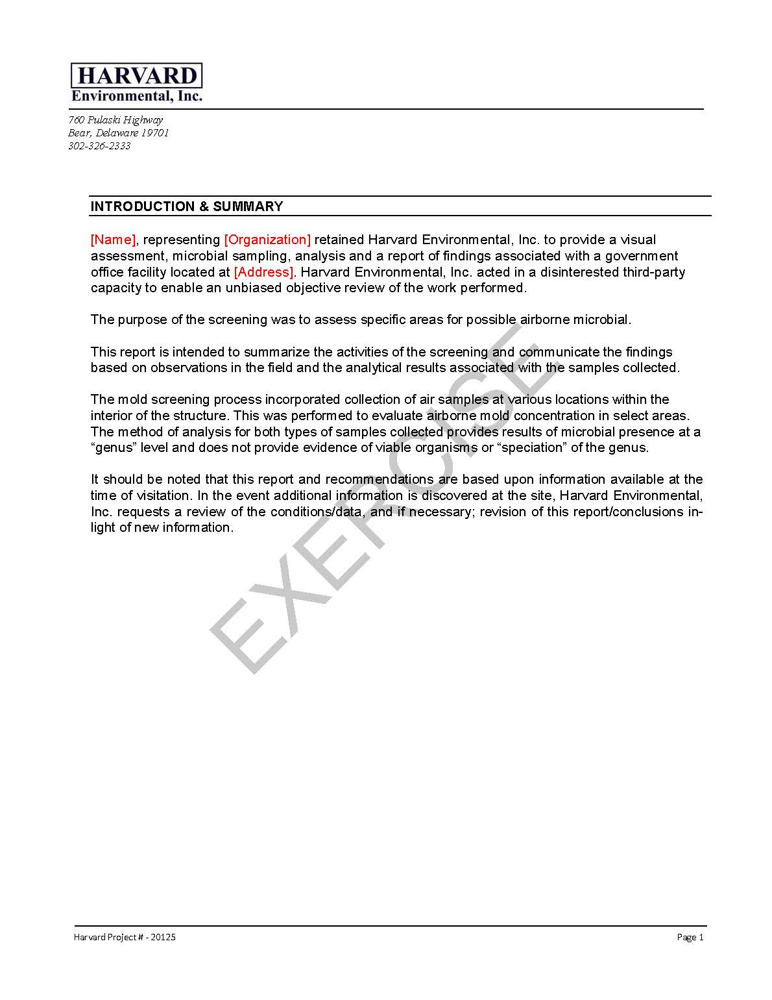 HARVARD
Environmental, Inc.
760 Pulaski Highway
Bear, Delaware 19701
302-326-2333
INTRODUCTION & SUMMARY
[Name], representing [Organization] retained Harvard Environmental, Inc. to provide a visual
assessment, microbial sampling, analysis and a report of findings associated with a government
office facility located at [Address]. Harvard Environmental, Inc. acted in a disinterested third-party
capacity to enable an unbiased objective review of the work performed.
The purpose of the screening was to assess specific areas for possible airborne microbial.
This report is intended to summarize the activities of the screening and communicate the findings
based on observations in the field and the analytical results associated with the samples collected.
The mold screening process incorporated collection of air samples at various locations within the
interior of the structure. This was performed to evaluate airborne mold concentration in select areas.
The method of analysis for both types of samples collected provides results of microbial presence at a
“genus” level and does not provide evidence of viable organisms or “speciation” of the genus.
It should be noted that this report and recommendations are based upon information available at the
time of visitation. In the event additional information is discovered at the site, Harvard Environmental,
Inc. requests a review of the conditions/data, and if necessary; revision of this report/conclusions in-
light of new information.
EXERCISE
Harvard Project # - 20125 Page 1